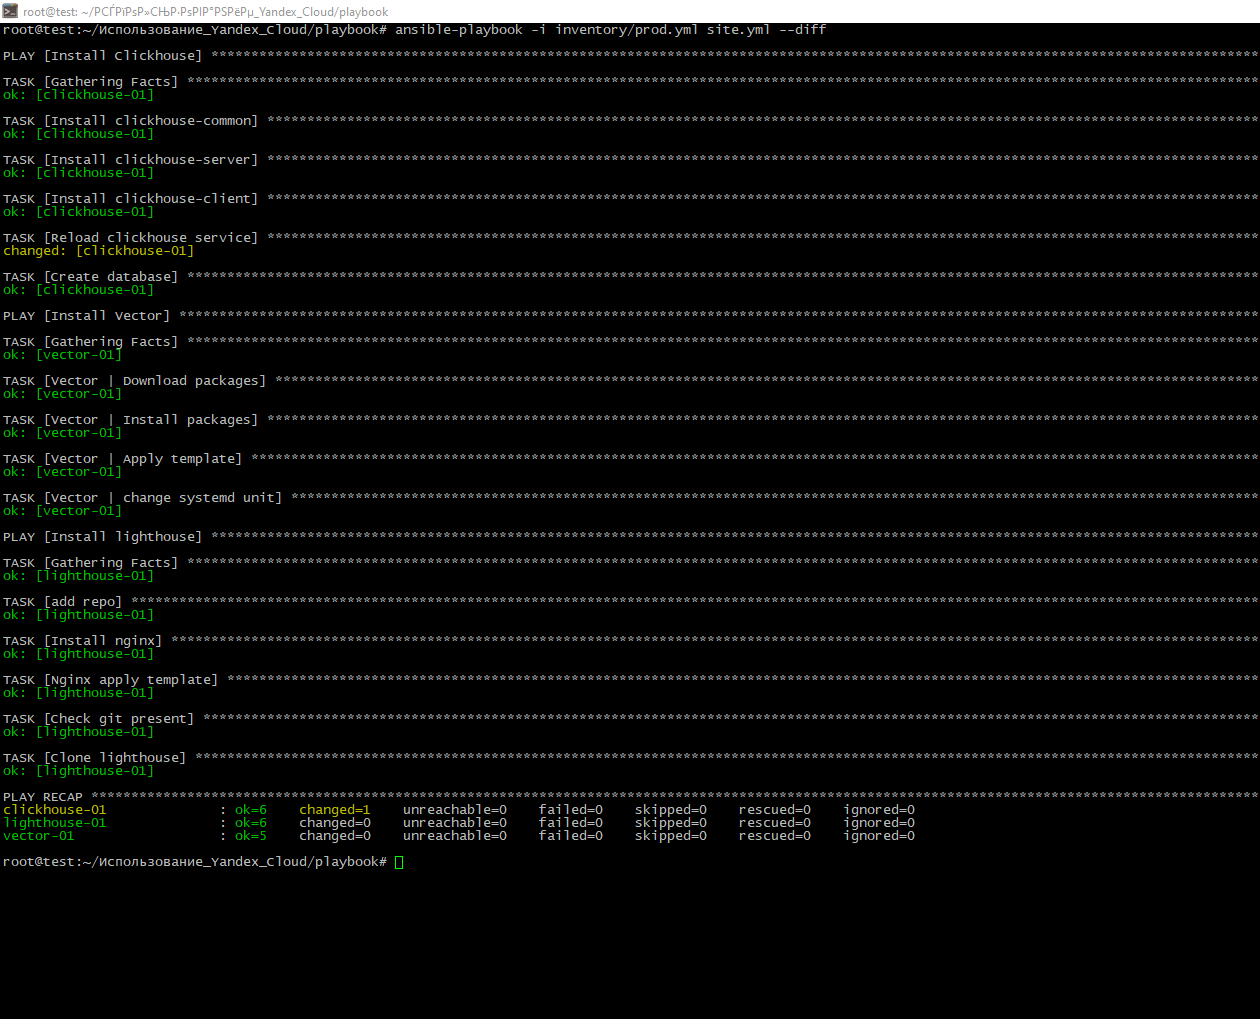 root@test: ~/РСЃРїРѕР»СЊР·РѕРІР°РЅРёРµ_Yandex_Cloud/playbook
root@test:~/Использование_Yandex_Cloud/playbook# ansible-playbook -i inventory/prod.yml site.yml --diff
PLAY [Install Clickhouse] ***********************************************************************************************************************************
TASK [Gathering Facts] **************************************************************************************************************************************
ok: [clickhouse-01]
TASK [Install clickhouse-common] ****************************************************************************************************************************
ok: [clickhouse-01]
TASK [Install clickhouse-server] ****************************************************************************************************************************
ok: [clickhouse-01]
TASK [Install clickhouse-client] ****************************************************************************************************************************
ok: [clickhouse-01]
TASK [Reload clickhouse service] ****************************************************************************************************************************
changed: [clickhouse-01]
TASK [Create database] **************************************************************************************************************************************
ok: [clickhouse-01]
PLAY [Install Vector] ***************************************************************************************************************************************
TASK [Gathering Facts] **************************************************************************************************************************************
ok: [vector-01]
TASK [Vector | Download packages] ***************************************************************************************************************************
ok: [vector-01]
TASK [Vector | Install packages] ****************************************************************************************************************************
ok: [vector-01]
TASK [Vector | Apply template] ******************************************************************************************************************************
ok: [vector-01]
TASK [Vector | change systemd unit] *************************************************************************************************************************
ok: [vector-01]
PLAY [Install lighthouse] ***********************************************************************************************************************************
TASK [Gathering Facts] **************************************************************************************************************************************
ok: [lighthouse-01]
TASK [add repo] *********************************************************************************************************************************************
ok: [lighthouse-01]
TASK [Install nginx] ****************************************************************************************************************************************
ok: [lighthouse-01]
TASK [Nginx apply template] *********************************************************************************************************************************
ok: [lighthouse-01]
TASK [Check git present] ************************************************************************************************************************************
ok: [lighthouse-01]
TASK [Clone lighthouse] *************************************************************************************************************************************
ok: [lighthouse-01]
PLAY RECAP **************************************************************************************************************************************************
clickhouse-01              : ok=6    changed=1    unreachable=0    failed=0    skipped=0    rescued=0    ignored=0
lighthouse-01              : ok=6    changed=0    unreachable=0    failed=0    skipped=0    rescued=0    ignored=0
vector-01                  : ok=5    changed=0    unreachable=0    failed=0    skipped=0    rescued=0    ignored=0
root@test:~/Использование_Yandex_Cloud/playbook#